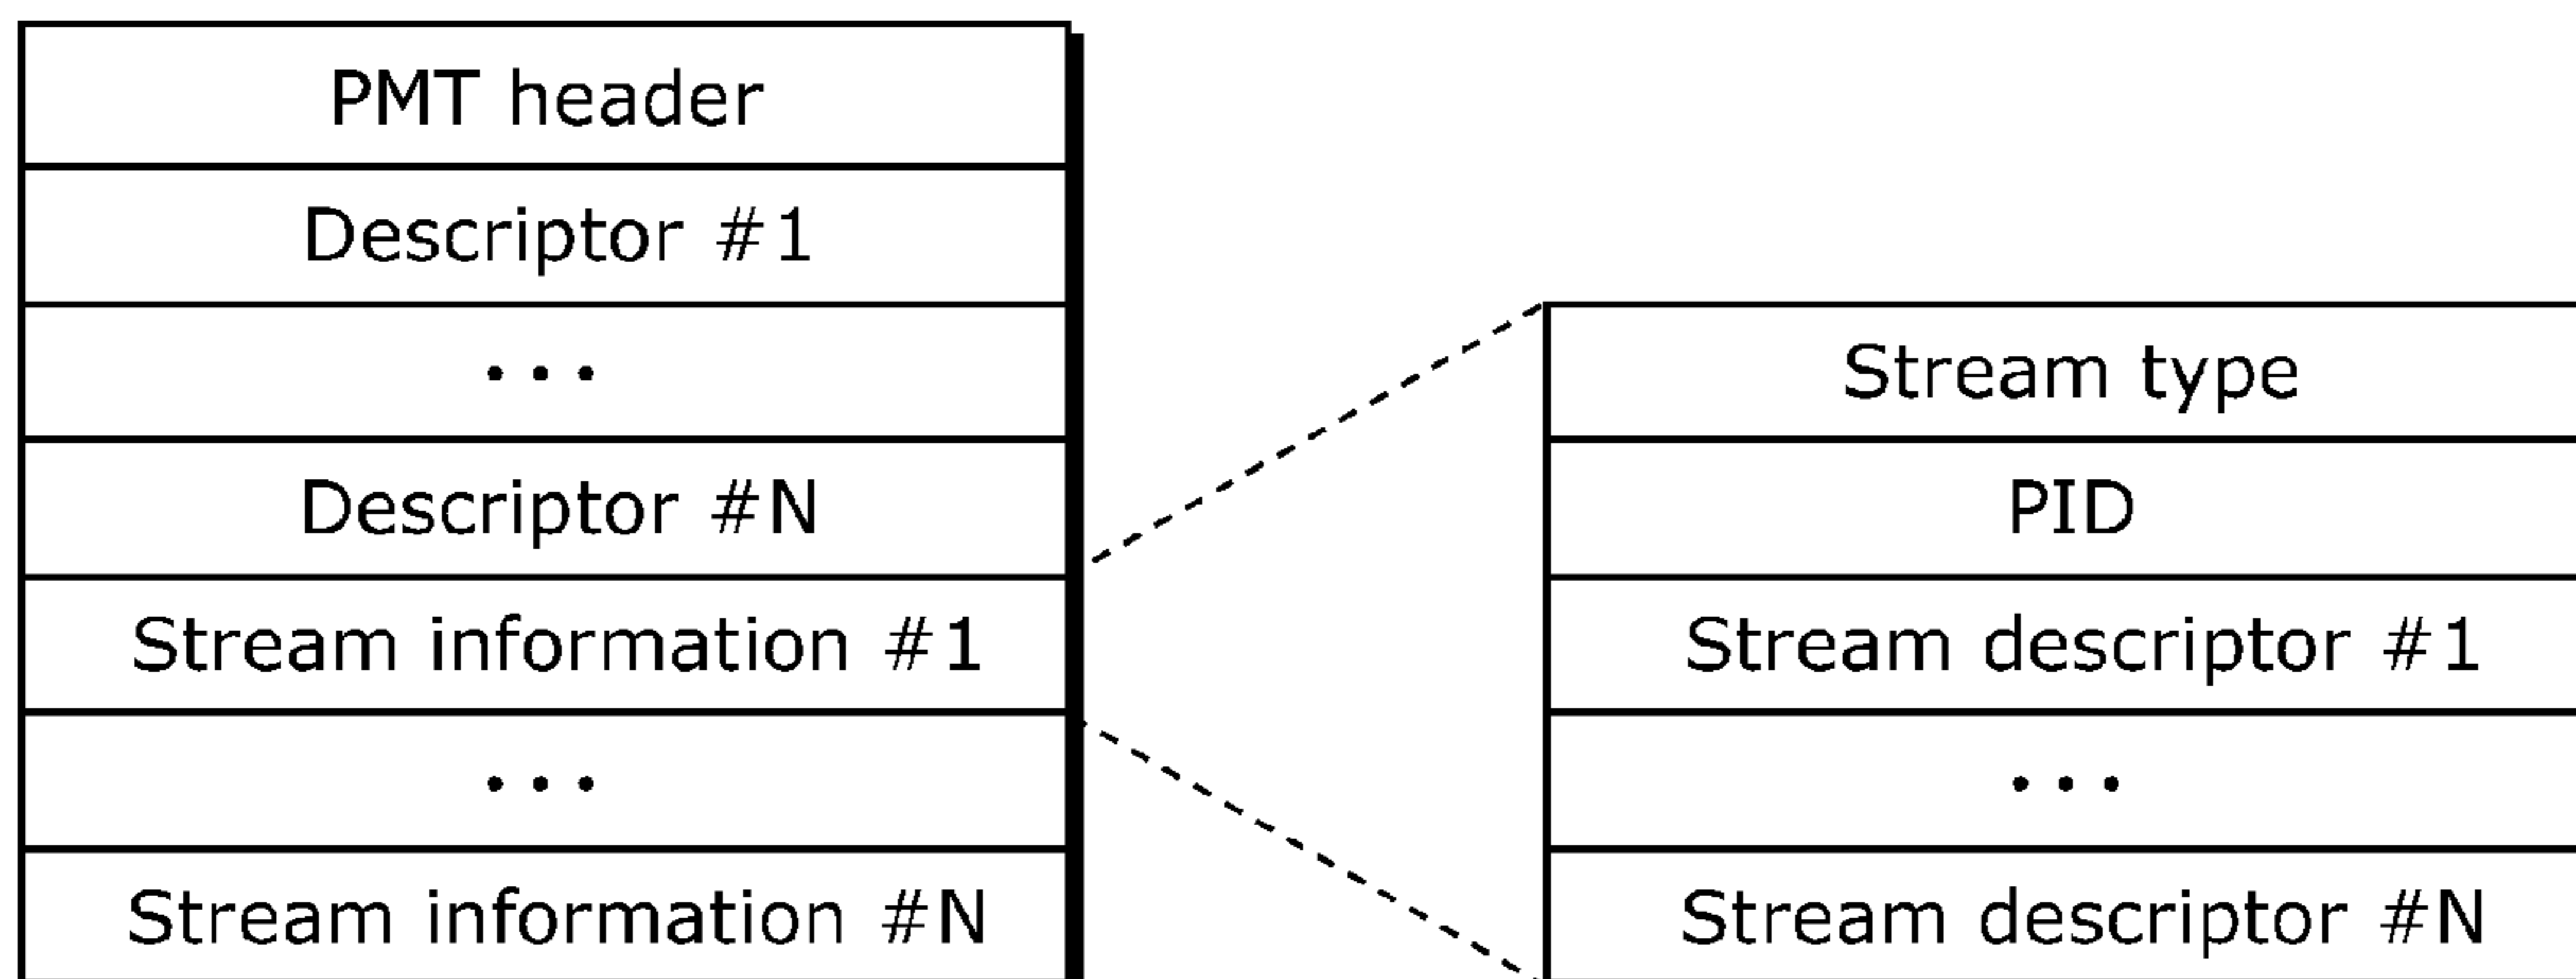 PMT header
Descriptor #1
...
Descriptor #N
Stream information #1
...
Stream information #N
Stream type
PID
Stream descriptor #1
...
Stream descriptor #N